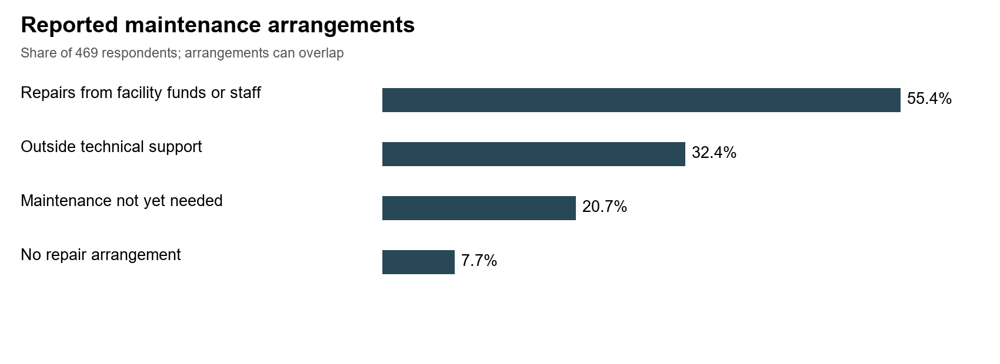 Reported maintenance arrangements
Share of 469 respondents; arrangements can overlap
Repairs from facility funds or staff 55.4%
Outside technical support 32.4%
Maintenance not yet needed 20.7%
No repair arrangement 7.7%